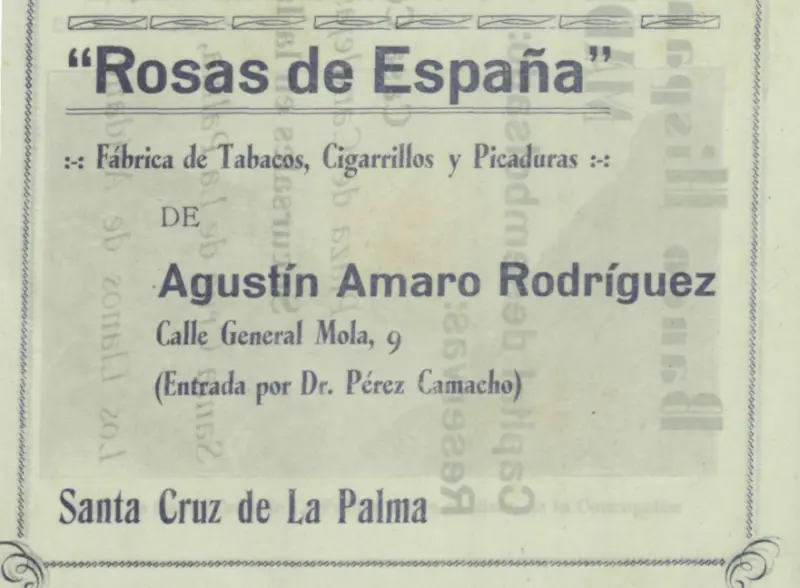 “Rosas de España”
:-: Fábrica de Tabacos, Cigarrillos y Picaduras :-:
DE
Agustín Amaro Rodríguez
Calle General Mola, 9
(Entrada por Dr. Pérez Camacho)
Santa Cruz de La Palma